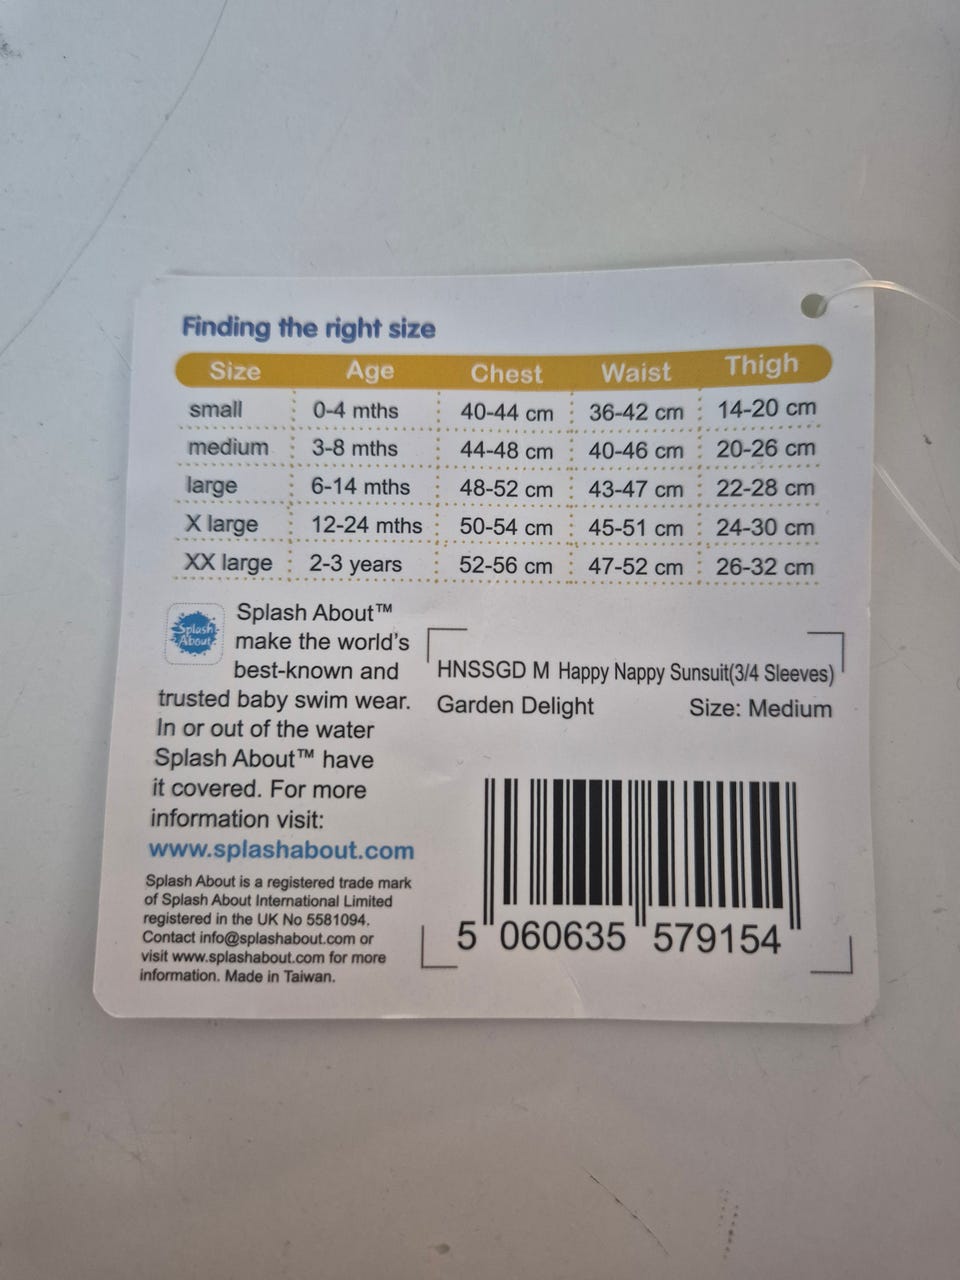 Finding the right size
Size Age Chest Waist Thigh
small 0-4 mths 40-44 cm 36-42 cm 14-20 cm
medium 3-8 mths 44-48 cm 40-46 cm 20-26 cm
large 6-14 mths 48-52 cm 43-47 cm 22-28 cm
X large 12-24 mths 50-54 cm 45-51 cm 24-30 cm
XX large 2-3 years 52-56 cm 47-52 cm 26-32 cm
Splash
About
Splash About™
make the world's
best-known and
trusted baby swim wear.
In or out of the water
Splash About™ have
it covered. For more
information visit:
www.splashabout.com
Splash About is a registered trade mark
of Splash About International Limited
registered in the UK No 5581094.
Contact info@splashabout.com or
visit www.splashabout.com for more
information. Made in Taiwan.
HNSSGD M Happy Nappy Sunsuit(3/4 Sleeves)
Garden Delight Size: Medium
5 060635 579154